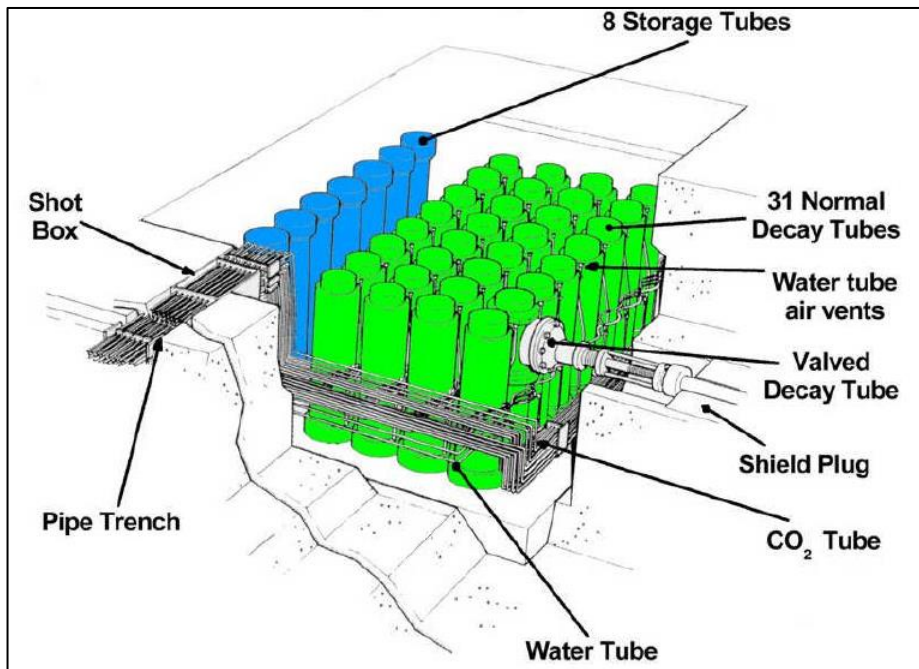 8 Storage Tubes
Shot
Box
31 Normal
Decay Tubes
Water tube
air vents
Valved
Decay Tube
Shield Plug
Pipe Trench
CO₂ Tube
Water Tube